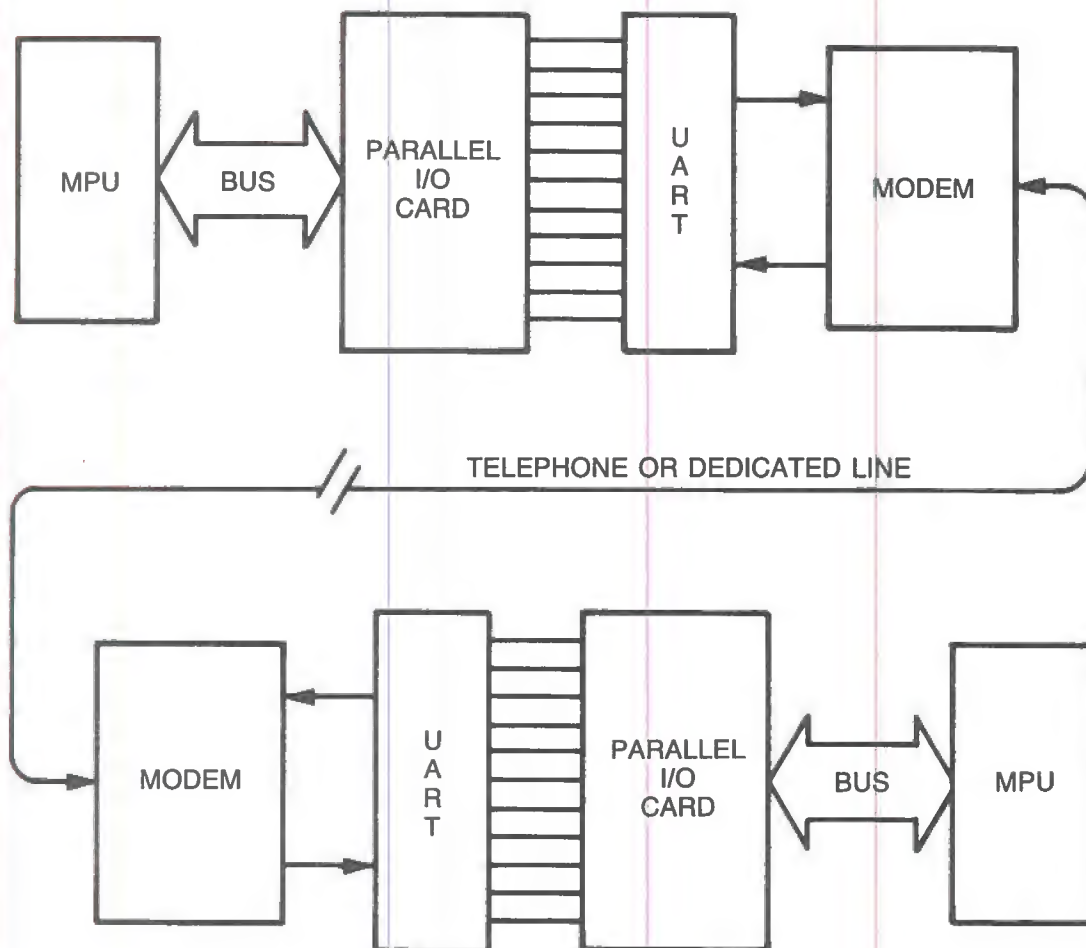 MPU
BUS
PARALLEL
I/O
CARD
U
A
R
T
MODEM
TELEPHONE OR DEDICATED LINE
MODEM
U
A
R
T
PARALLEL
I/O
CARD
BUS
MPU